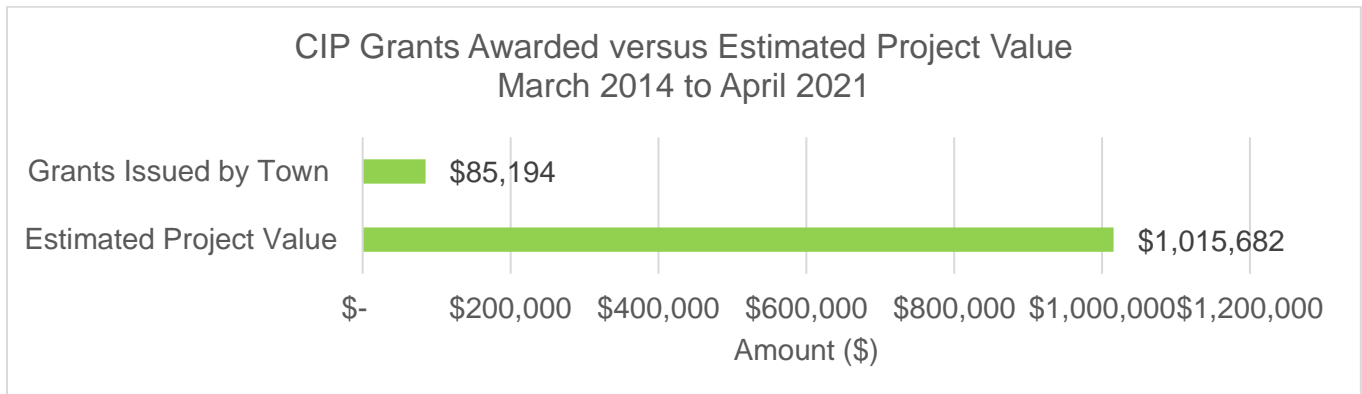 CIP Grants Awarded versus Estimated Project Value
March 2014 to April 2021
Grants Issued by Town
$85,194
Estimated Project Value
$1,015,682
$- $200,000 $400,000 $600,000 $800,000 $1,000,000 $1,200,000
Amount ($)